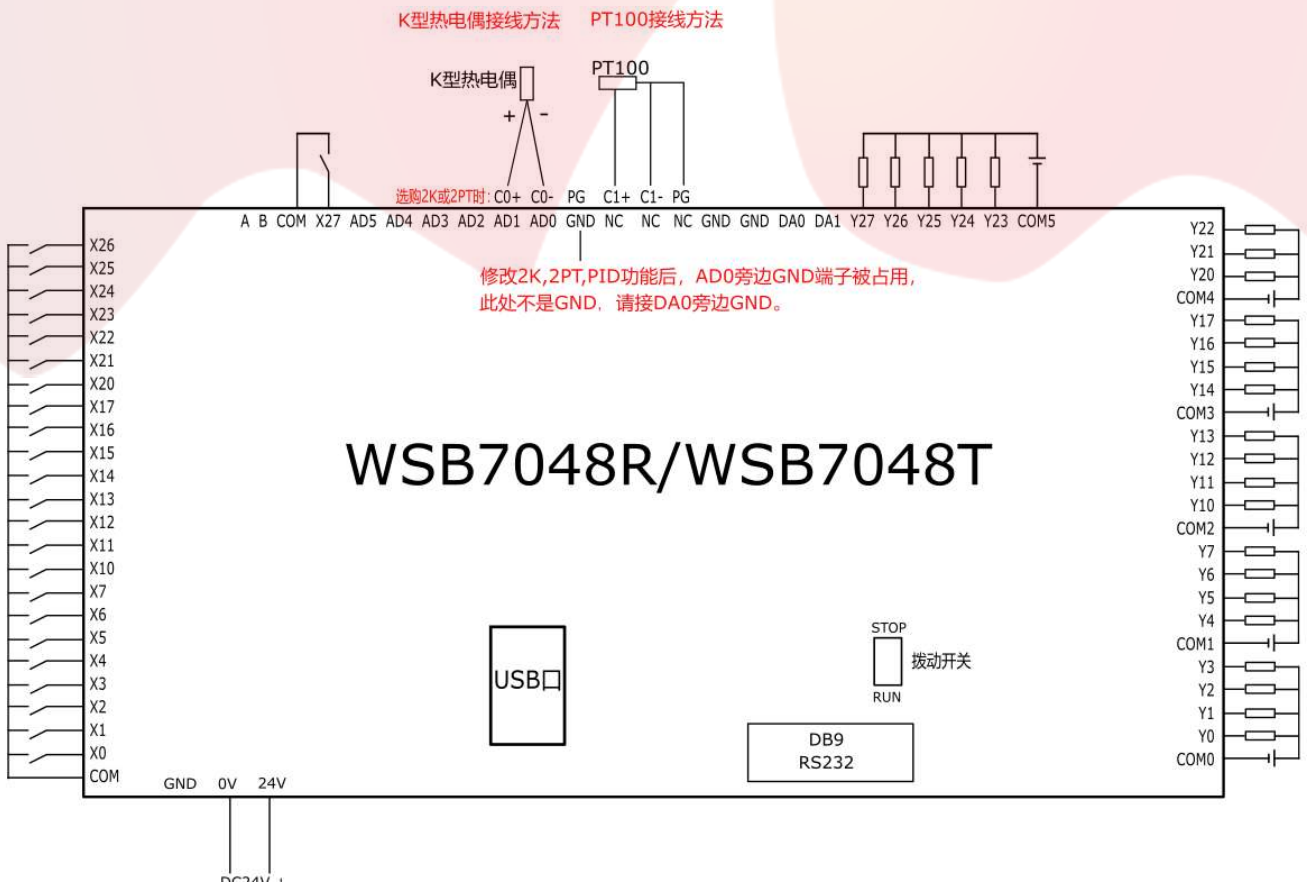 K型热电偶接线方法 PT100接线方法
K型热电偶 PT100
+ -
选购2K或2PT时: C0+ C0- PG C1+ C1- PG
A B COM X27 AD5 AD4 AD3 AD2 AD1 AD0 GND NC NC NC GND GND DA0 DA1 Y27 Y26 Y25 Y24 Y23 COM5
修改2K,2PT,PID功能后，AD0旁边GND端子被占用，
此处不是GND，请接DA0旁边GND。
X26
X25
X24
X23
X22
X21
X20
X17
X16
X15
X14
X13
X12
X11
X10
X7
X6
X5
X4
X3
X2
X1
X0
COM
WSB7048R/WSB7048T
Y22
Y21
Y20
COM4
Y17
Y16
Y15
Y14
COM3
Y13
Y12
Y11
Y10
COM2
Y7
Y6
Y5
Y4
COM1
Y3
Y2
Y1
Y0
COM0
USB口
STOP
拨动开关
RUN
DB9
RS232
GND 0V 24V
DC24V +